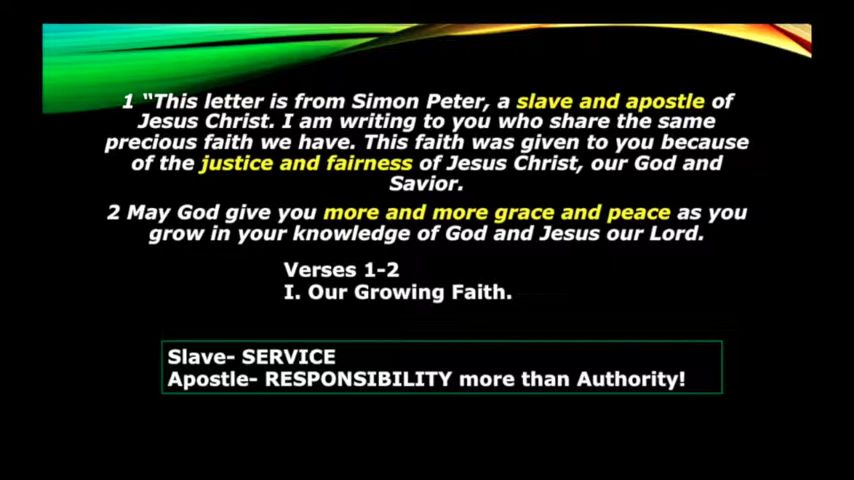 1 “This letter is from Simon Peter, a slave and apostle of
Jesus Christ. I am writing to you who share the same
precious faith we have. This faith was given to you because
of the justice and fairness of Jesus Christ, our God and
Savior.
2 May God give you more and more grace and peace as you
grow in your knowledge of God and Jesus our Lord.
Verses 1-2
I. Our Growing Faith.
Slave- SERVICE
Apostle- RESPONSIBILITY more than Authority!